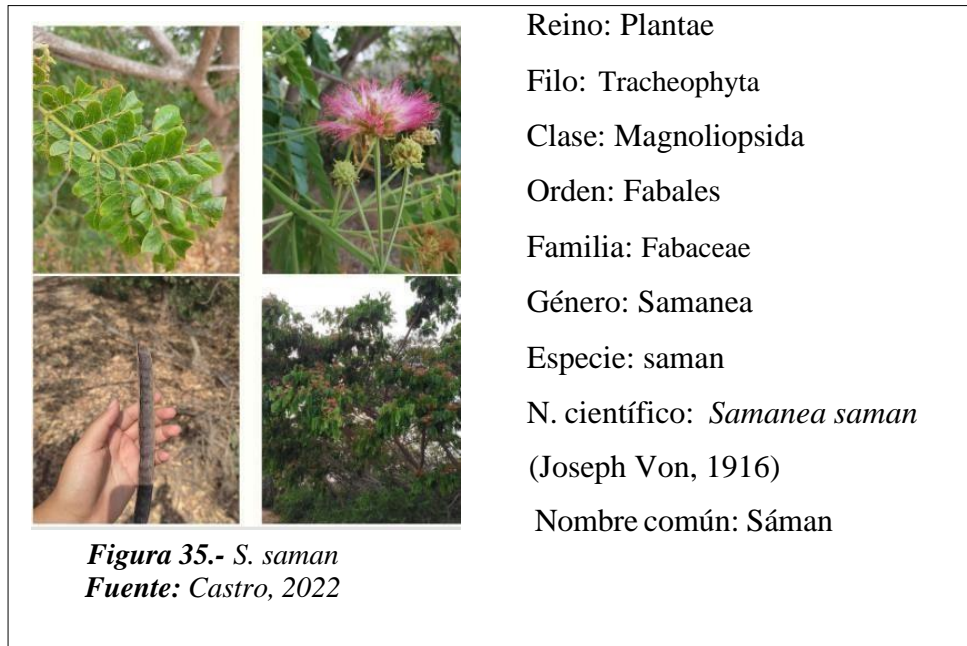 Reino: Plantae
Filo: Tracheophyta
Clase: Magnoliopsida
Orden: Fabales
Familia: Fabaceae
Género: Samanea
Especie: saman
N. científico: Samanea saman
(Joseph Von, 1916)
Nombre común: Sáman
Figura 35.- S. saman
Fuente: Castro, 2022